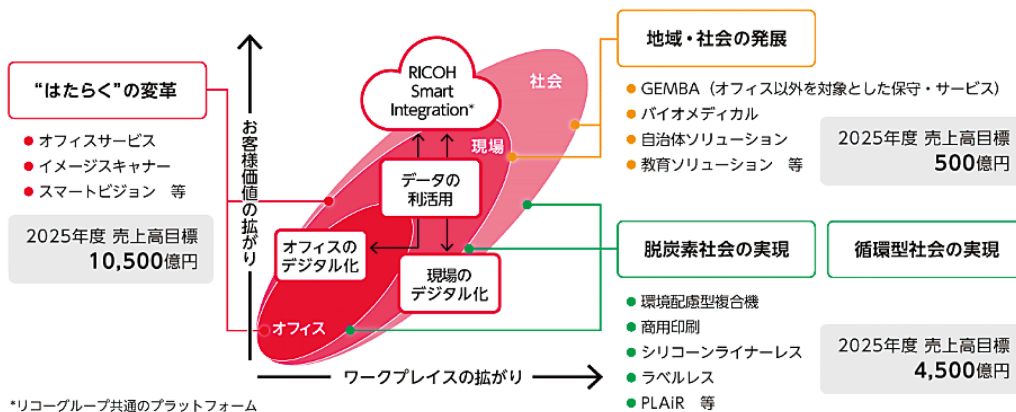 “はたらく”の変革
オフィスサービス
イメージスキャナー
スマートビジョン　等
2025年度 売上高目標
10,500億円
お客様価値の拡がり
RICOH
Smart
Integration*
社会
現場
データの
利活用
オフィスの
デジタル化
現場の
デジタル化
オフィス
ワークプレイスの拡がり
地域・社会の発展
GEMBA（オフィス以外を対象とした保守・サービス）
バイオメディカル
自治体ソリューション
教育ソリューション　等
2025年度 売上高目標
500億円
脱炭素社会の実現
循環型社会の実現
環境配慮型複合機
商用印刷
シリコーンライナーレス
ラベルレス
PLAiR　等
2025年度 売上高目標
4,500億円
*リコーグループ共通のプラットフォーム